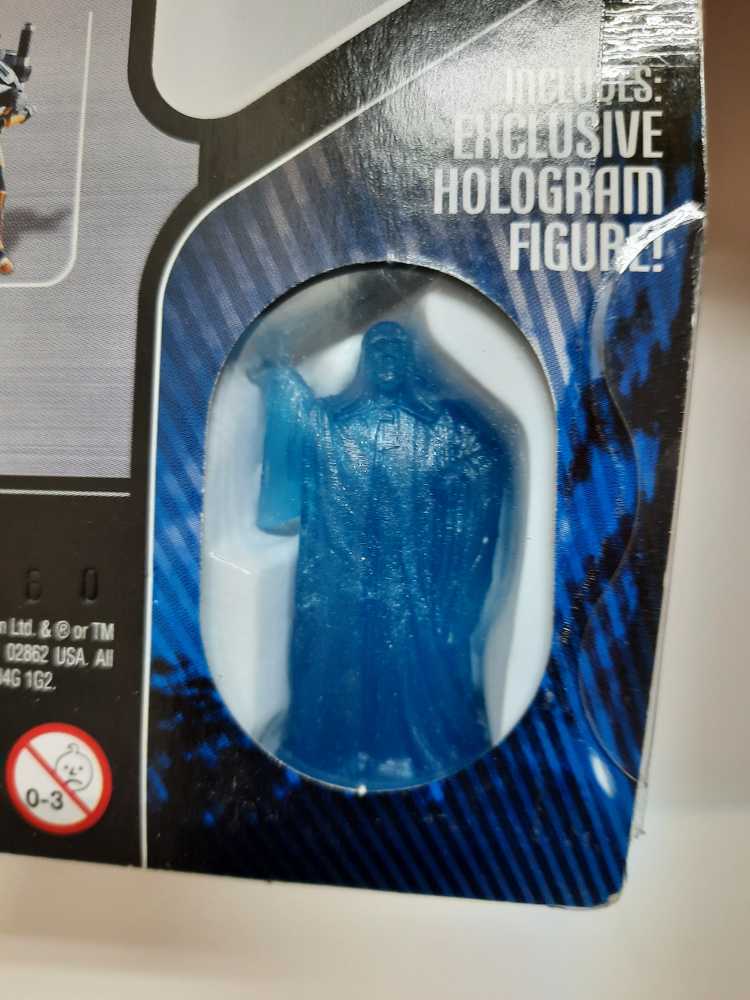 INCLUDES:
EXCLUSIVE
HOLOGRAM
FIGURE!
6 0
n Ltd. & ® or TM
02862 USA. All
J4G 1G2.
0-3